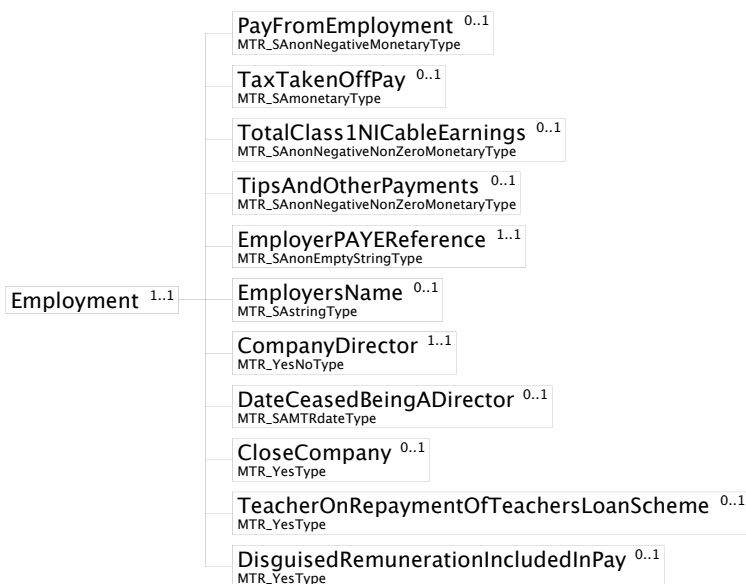 PayFromEmployment 0..1
MTR_SAnonNegativeMonetaryType
TaxTakenOffPay 0..1
MTR_SAmonetaryType
TotalClass1NICableEarnings 0..1
MTR_SAnonNegativeNonZeroMonetaryType
TipsAndOtherPayments 0..1
MTR_SAnonNegativeNonZeroMonetaryType
EmployerPAYEReference 1..1
MTR_SAnonEmptyStringType
Employment 1..1
EmployersName 0..1
MTR_SAstringType
CompanyDirector 1..1
MTR_YesNoType
DateCeasedBeingADirector 0..1
MTR_SAMTRdateType
CloseCompany 0..1
MTR_YesType
TeacherOnRepaymentOfTeachersLoanScheme 0..1
MTR_YesType
DisguisedRemunerationIncludedInPay 0..1
MTR_YesType